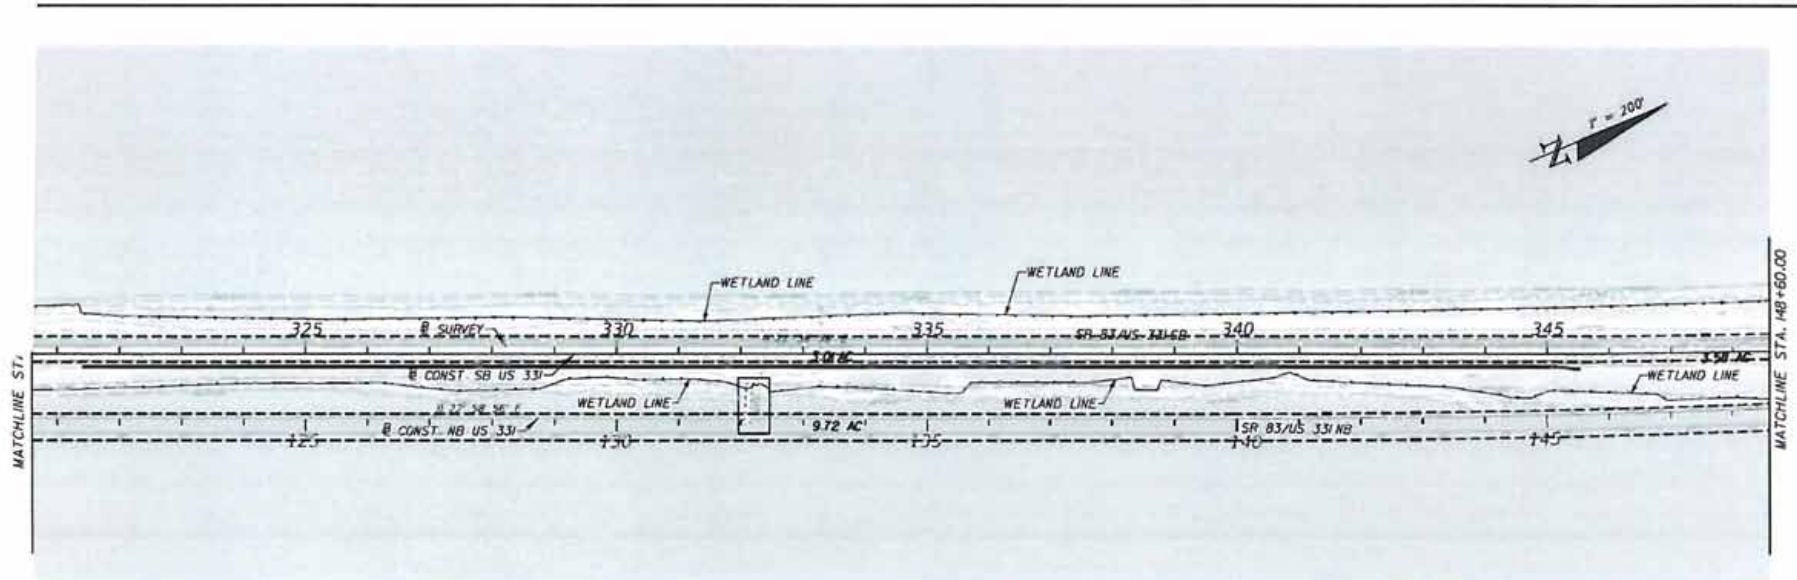 1" = 200'
N
WETLAND LINE
WETLAND LINE
MATCHLINE STA. 148+60.00
325
℄ SURVEY
330
335
SR 83/US 331 SB
340
345
3.01 AC
3.58 AC
℄ CONST. SB US 331
WETLAND LINE
WETLAND LINE
WETLAND LINE
MATCHLINE ST
℄ CONST. NB US 331
9.72 AC
SR 83/US 331 NB
125
130
135
140
145